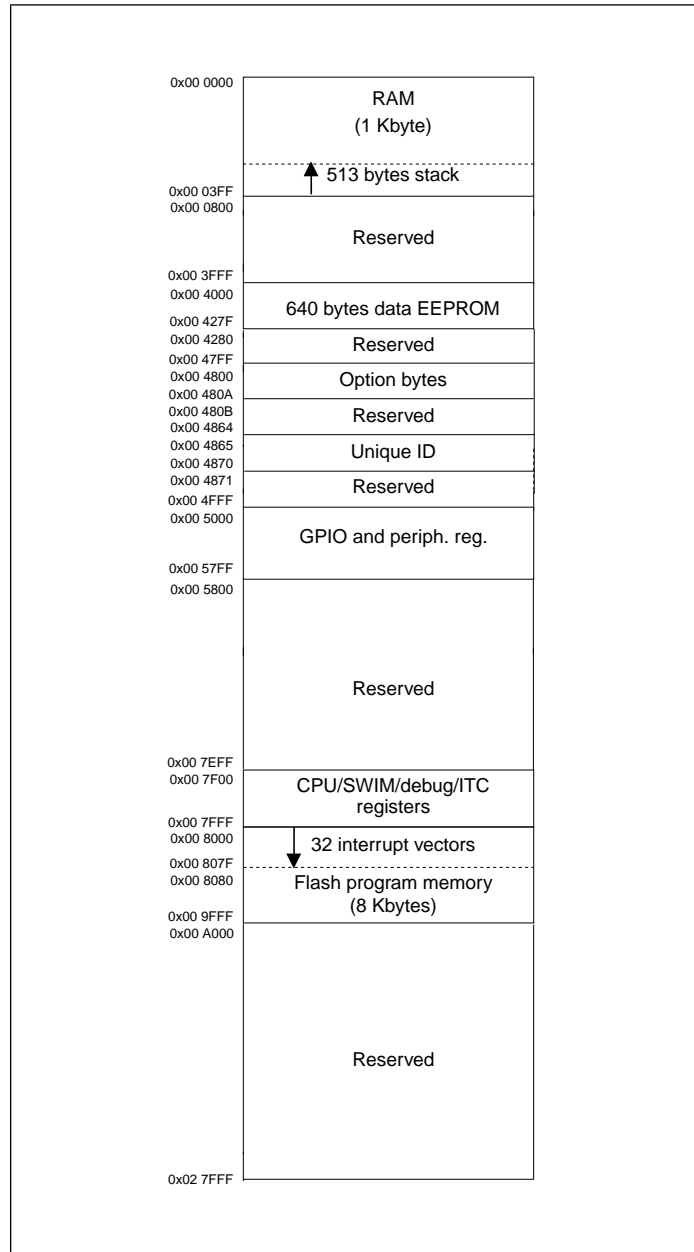 0x00 0000
RAM
(1 Kbyte)
513 bytes stack
0x00 03FF
0x00 0800
Reserved
0x00 3FFF
0x00 4000
640 bytes data EEPROM
0x00 427F
0x00 4280
Reserved
0x00 47FF
0x00 4800
Option bytes
0x00 480A
0x00 480B
Reserved
0x00 4864
0x00 4865
Unique ID
0x00 4870
0x00 4871
Reserved
0x00 4FFF
0x00 5000
GPIO and periph. reg.
0x00 57FF
0x00 5800
Reserved
0x00 7EFF
0x00 7F00
CPU/SWIM/debug/ITC
registers
0x00 7FFF
0x00 8000
32 interrupt vectors
0x00 807F
0x00 8080
Flash program memory
(8 Kbytes)
0x00 9FFF
0x00 A000
Reserved
0x02 7FFF